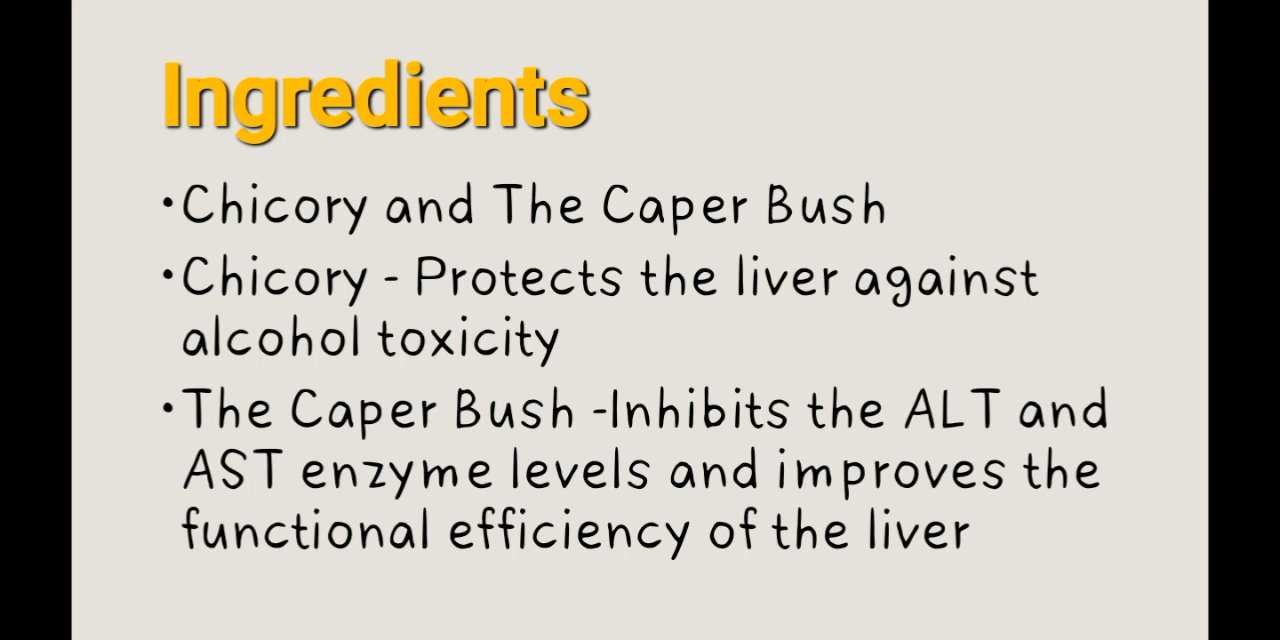 Ingredients
•Chicory and The Caper Bush
•Chicory - Protects the liver against
alcohol toxicity
•The Caper Bush -Inhibits the ALT and
AST enzyme levels and improves the
functional efficiency of the liver